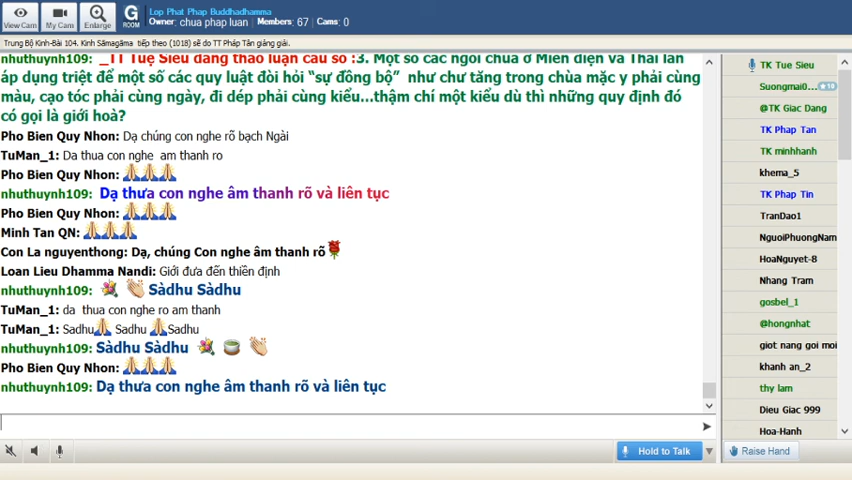 View Cam
My Cam
Enlarge
G
ROOM
Lop Phat Phap Buddhadhamma
Owner: chua phap luan Members: 67 Cams: 0
Trung Bộ Kinh-Bài 104. Kinh Sāmagāma tiếp theo (1018) sẽ do TT Pháp Tân giảng giải.
nhuthuynh109: _TT Tuệ Siêu đang thảo luận câu số :3. Một số các ngôi chùa ở Miến điện và Thái lan
áp dụng triệt để một số các quy luật đòi hỏi “sự đồng bộ” như chư tăng trong chùa mặc y phải cùng
màu, cạo tóc phải cùng ngày, đi dép phải cùng kiểu...thậm chí một kiểu dù thì những quy định đó
có gọi là giới hoà?
Pho Bien Quy Nhon: Dạ chúng con nghe rõ bạch Ngài
TuMan_1: Da thua con nghe am thanh ro
Pho Bien Quy Nhon:
nhuthuynh109: Dạ thưa con nghe âm thanh rõ và liên tục
Pho Bien Quy Nhon:
Minh Tan QN:
Con La nguyenthong: Dạ, chúng Con nghe âm thanh rõ
Loan Lieu Dhamma Nandi: Giới đưa đến thiền định
nhuthuynh109: Sàdhu Sàdhu
TuMan_1: da thua con nghe ro am thanh
TuMan_1: Sadhu Sadhu Sadhu
nhuthuynh109: Sàdhu Sàdhu
Pho Bien Quy Nhon:
nhuthuynh109: Dạ thưa con nghe âm thanh rõ và liên tục
Hold to Talk
TK Tue Sieu
Suongmai0... 10
@TK Giac Dang
TK Phap Tan
TK minhhanh
khema_5
TK Phap Tin
TranDao1
NguoiPhuongNam
HoaNguyet-8
Nhang Tram
gosbel_1
@hongnhat
giot nang goi moi
khanh an_2
thy lam
Dieu Giac 999
Hoa-Hanh
Raise Hand